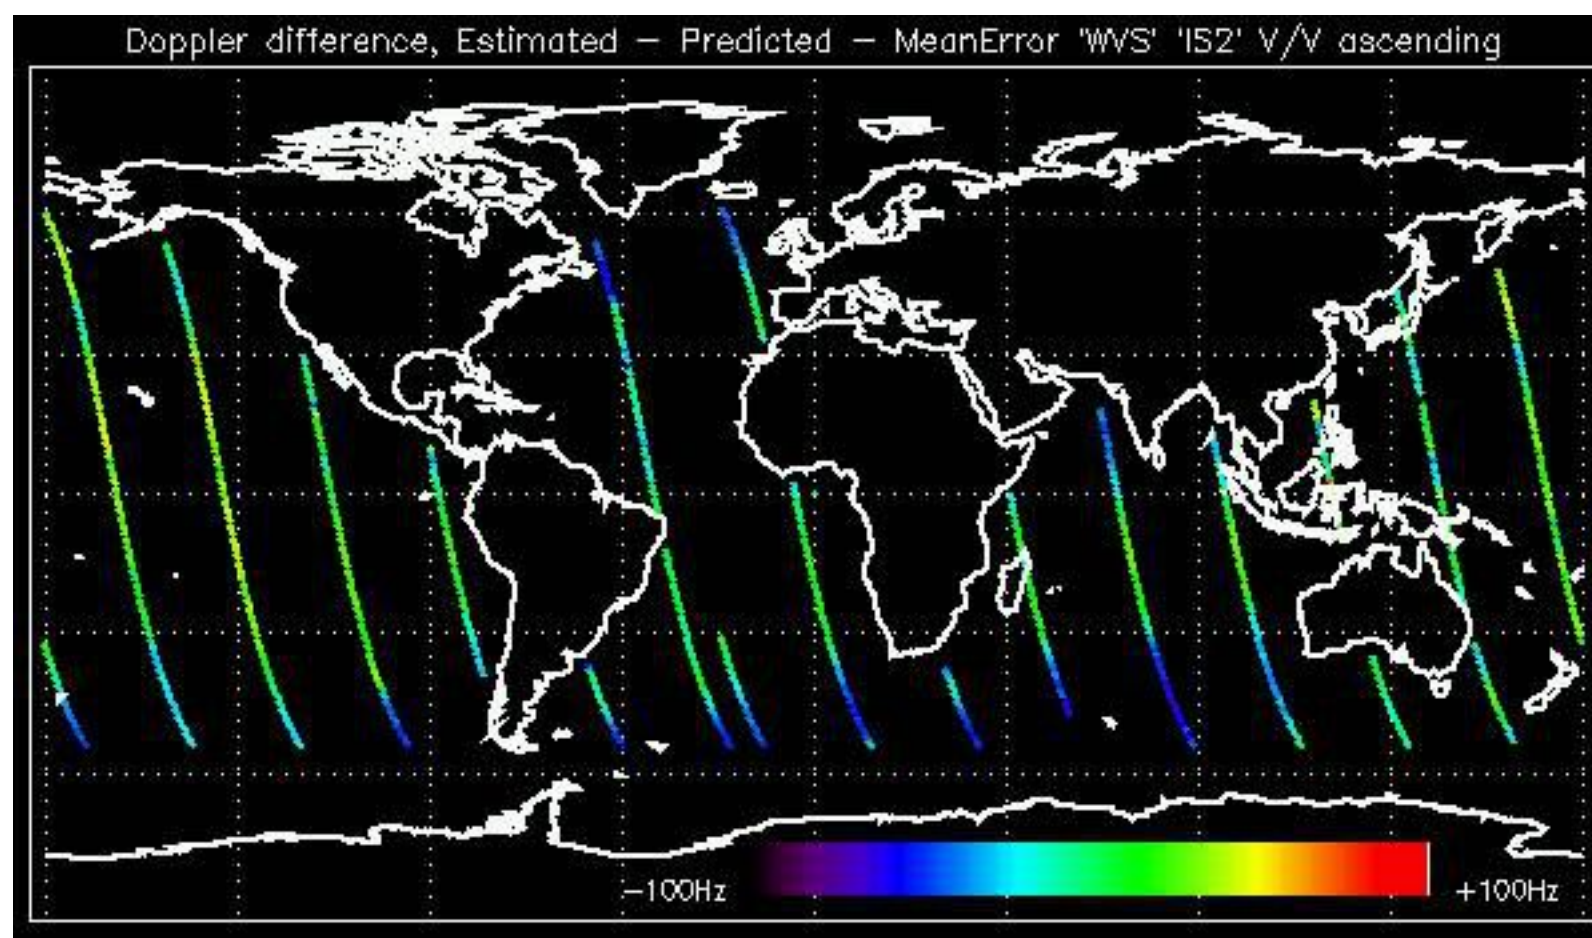 Doppler difference, Estimated – Predicted – MeanError 'WVS' 'IS2' V/V ascending
–100Hz
+100Hz